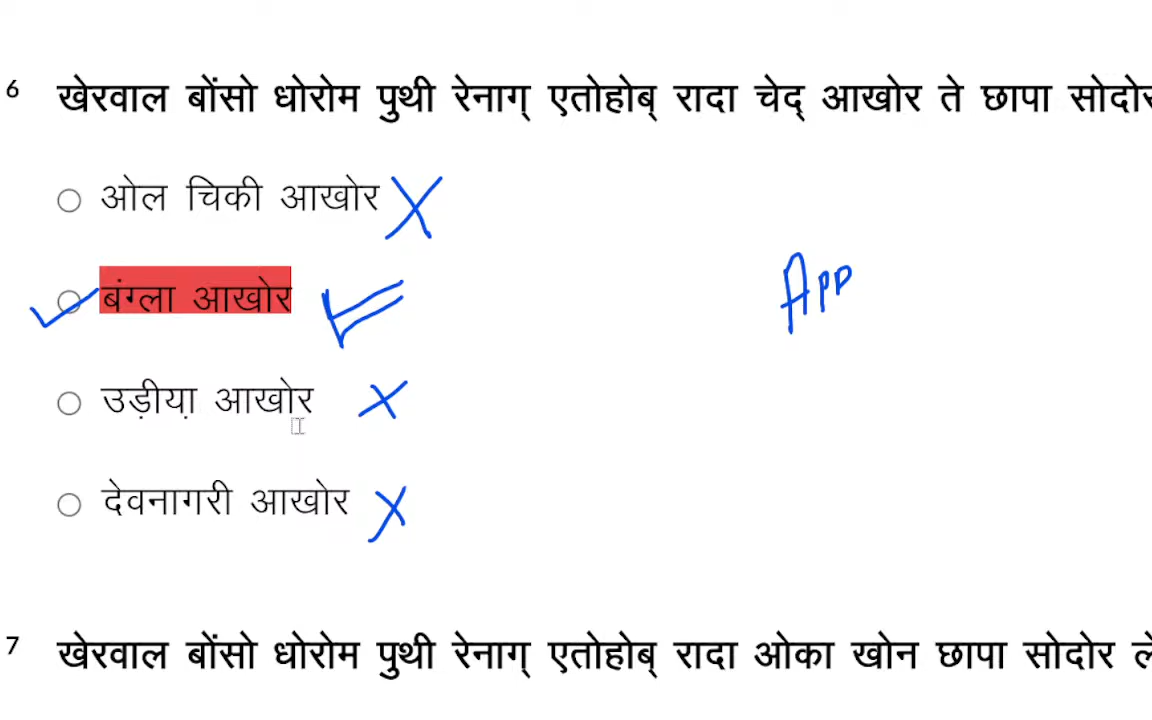 6 खेरवाल बोंसो धोरोम पुथी रेनाग् एतोहोब् रादा चेद् आखोर ते छापा
ओल चिकी आखोर
बंग्ला आखोर
App
उड़ीया़ आखोर
देवनागरी आखोर
7 खेरवाल बोंसो धोरोम पुथी रेनाग् एतोहोब् रादा ओका खोन छापा सोदोर